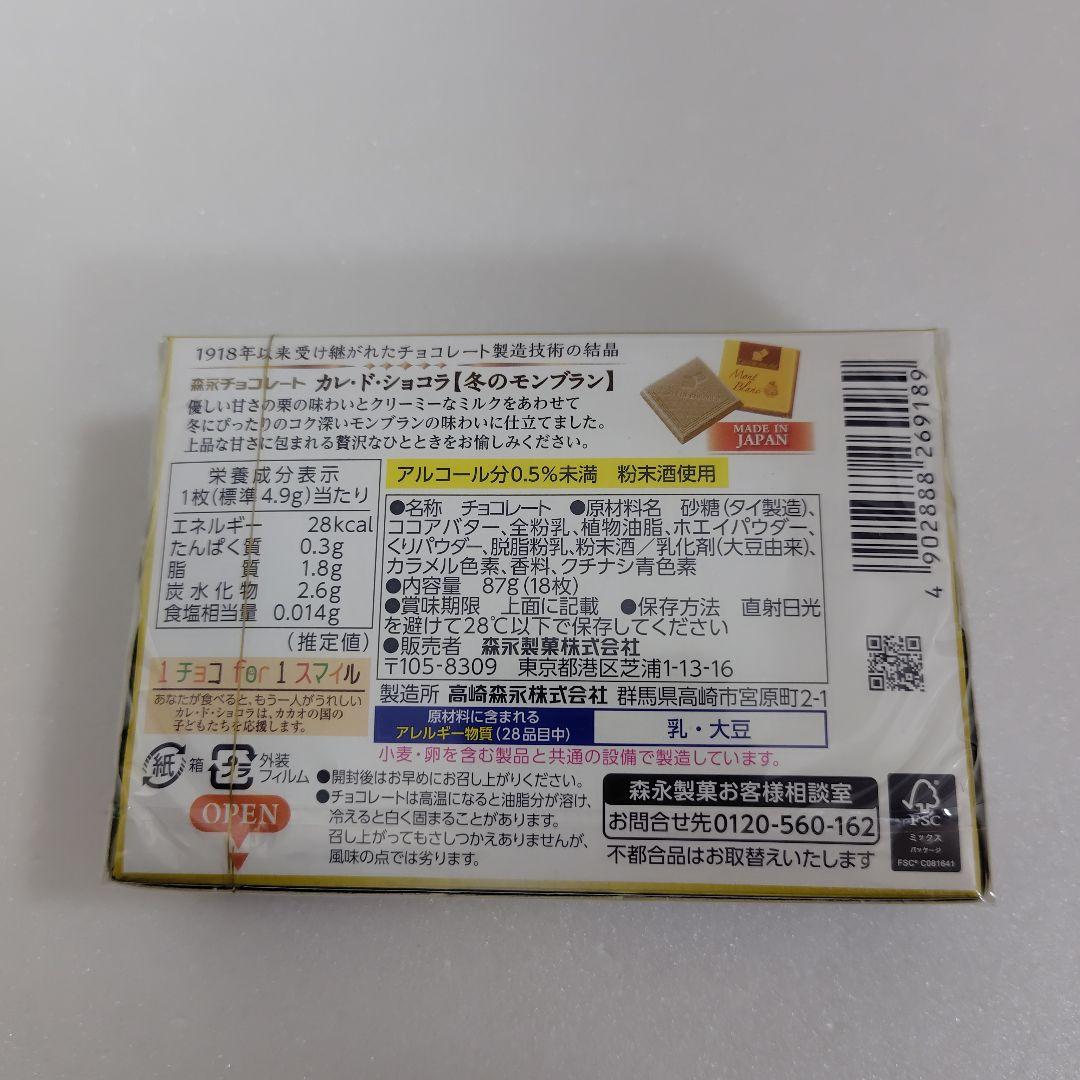 1918年以来 受け継がれたチョコレート製造技術の結晶
森永チョコレート カレ・ド・ショコラ【冬のモンブラン】
優しい甘さの栗の味わいとクリーミーなミルクをあわせて
冬にぴったりのコク深いモンブランの味わいに仕立てました。
上品な甘さに包まれる贅沢なひとときをお愉しみください。
Mont Blanc
MADE IN
JAPAN
4 902888 269189
栄養成分表示
1枚(標準4.9g)当たり
エネルギー 28kcal
たんぱく質 0.3g
脂質 1.8g
炭水化物 2.6g
食塩相当量 0.014g
(推定値)
アルコール分0.5%未満 粉末酒使用
●名称 チョコレート ●原材料名 砂糖(タイ製造)、
ココアバター、全粉乳、植物油脂、ホエイパウダー、
くりパウダー、脱脂粉乳、粉末酒/乳化剤(大豆由来)、
カラメル色素、香料、クチナシ青色素
●内容量 87g(18枚)
●賞味期限 上面に記載 ●保存方法 直射日光
を避けて28℃以下で保存してください
●販売者 森永製菓株式会社
〒105-8309 東京都港区芝浦1-13-16
製造所 高崎森永株式会社 群馬県高崎市宮原町2-1
原材料に含まれる
アレルギー物質(28品目中)
乳・大豆
小麦・卵を含む製品と共通の設備で製造しています。
1チョコ for 1スマイル
あなたが食べると、もう一人がうれしい
カレ・ド・ショコラは、カカオの国の
子どもたちを応援します。
紙 箱 プラ 外装
フィルム
OPEN
●開封後はお早めにお召し上がりください。
●チョコレートは高温になると油脂分が溶け、
冷えると白く固まることがあります。
召し上がってもさしつかえありませんが、
風味の点では劣ります。
森永製菓お客様相談室
お問合せ先0120-560-162
不都合品はお取替えいたします
FSC
ミックス
パッケージ
FSC® C081641